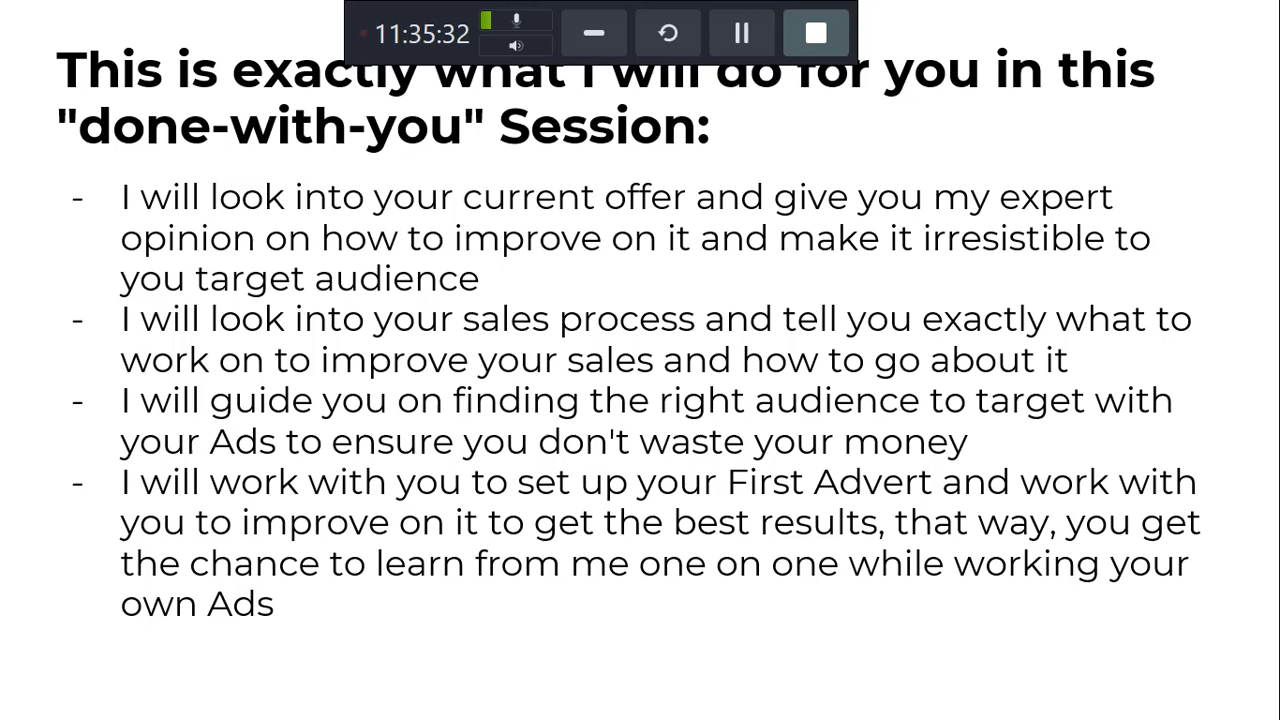 11:35:32
This is exactly what I will do for you in this
"done-with-you" Session:
- I will look into your current offer and give you my expert
opinion on how to improve on it and make it irresistible to
you target audience
- I will look into your sales process and tell you exactly what to
work on to improve your sales and how to go about it
- I will guide you on finding the right audience to target with
your Ads to ensure you don't waste your money
- I will work with you to set up your First Advert and work with
you to improve on it to get the best results, that way, you get
the chance to learn from me one on one while working your
own Ads